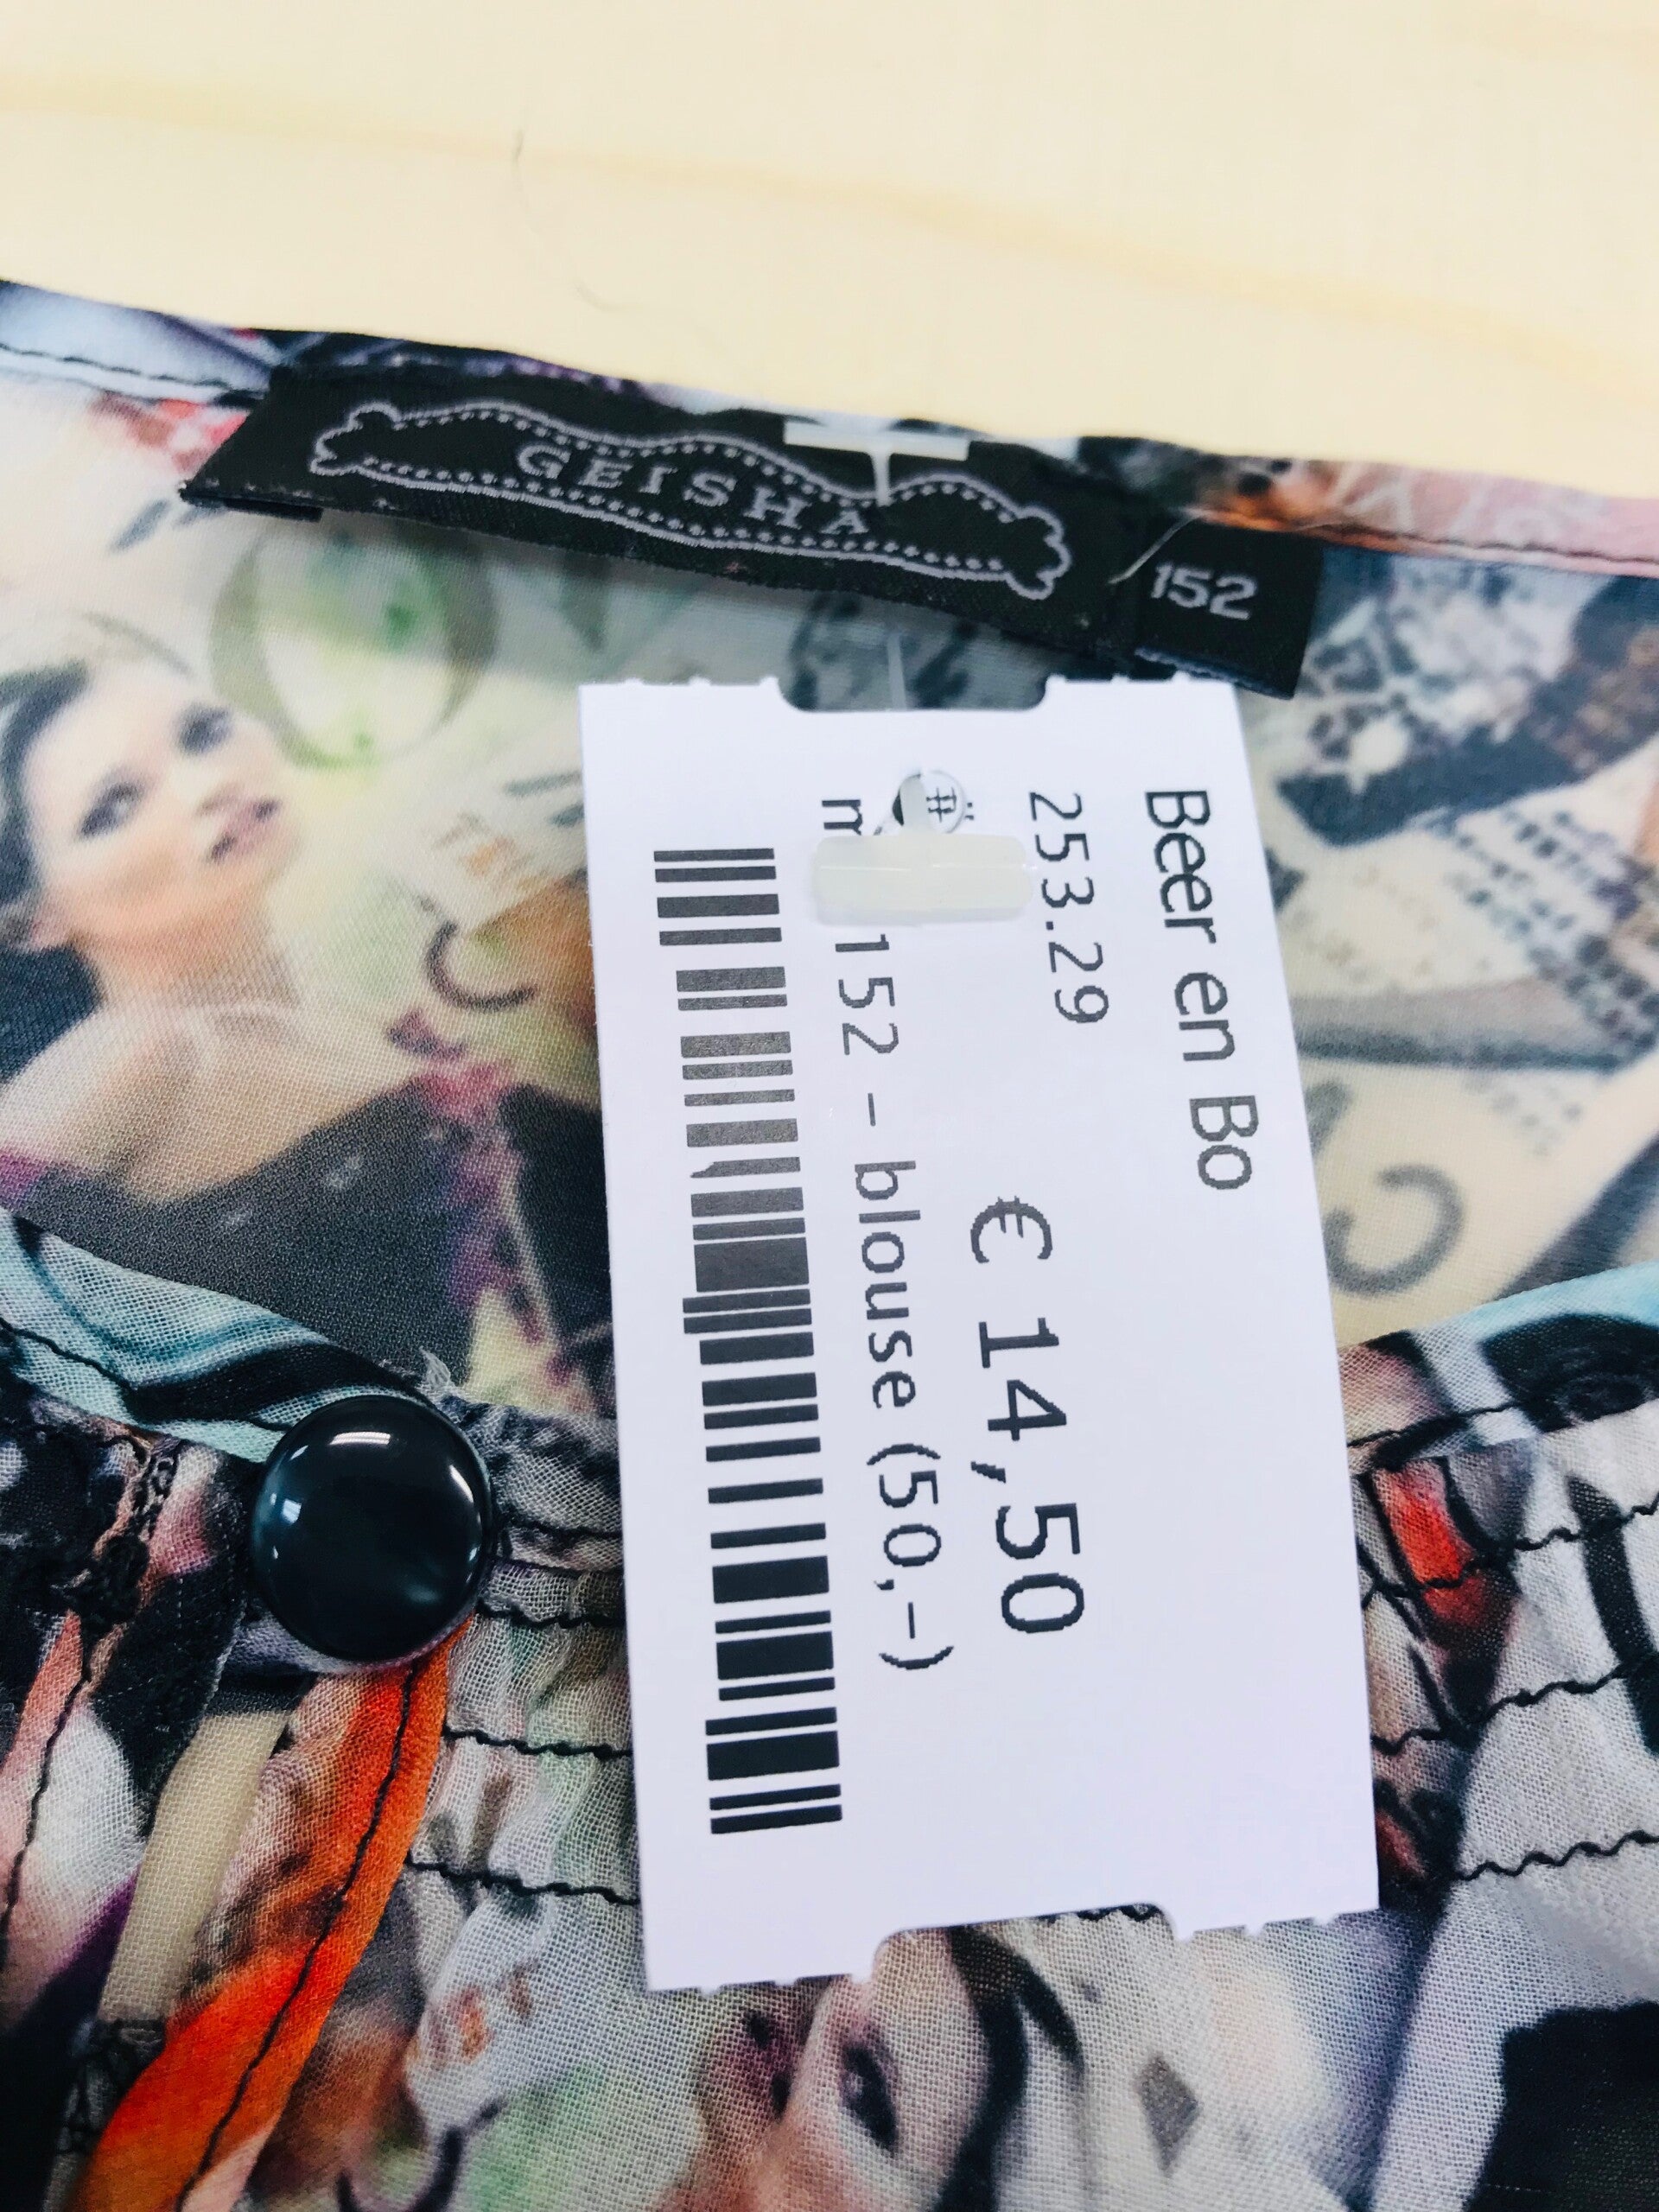 GEISHA
152
Beer en Bo
253.29
€ 14,50
152 - blouse (50,-)